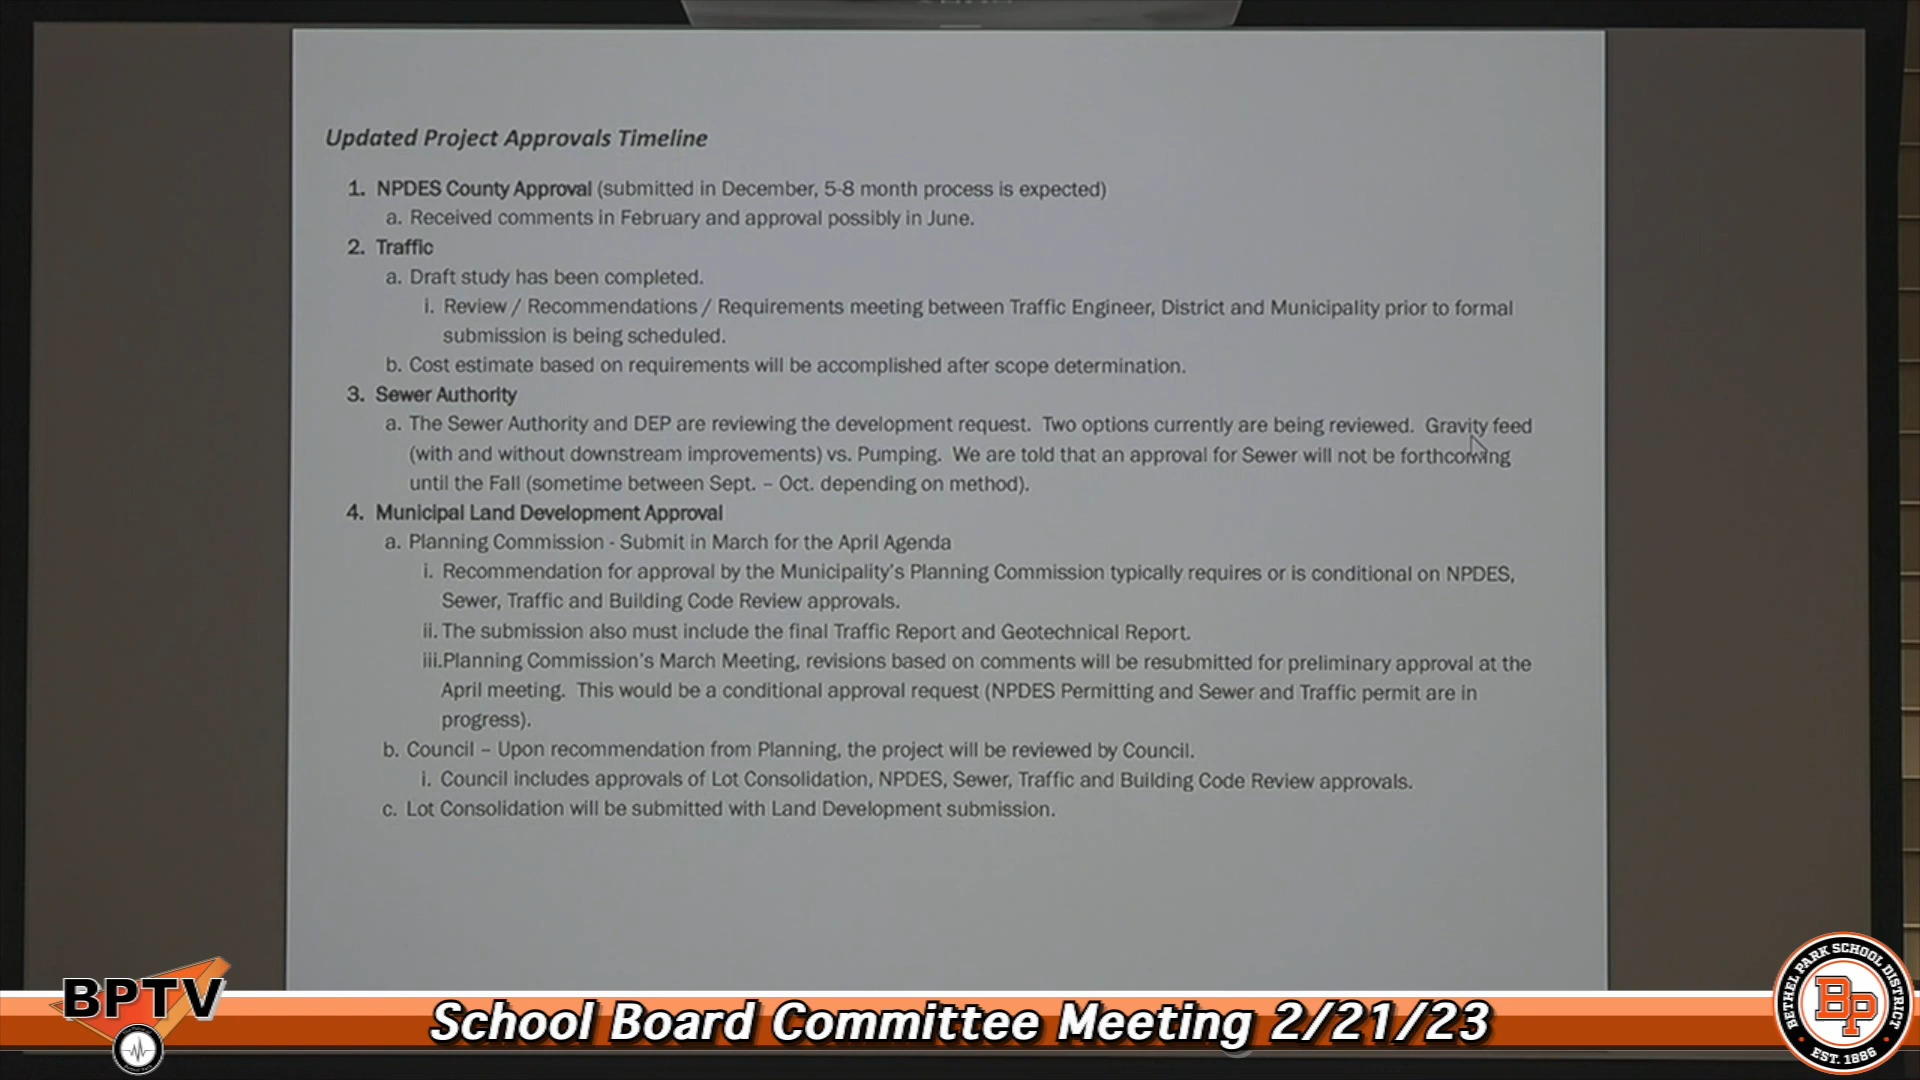 Updated Project Approvals Timeline
1. NPDES County Approval (submitted in December, 5-8 month process is expected)
a. Received comments in February and approval possibly in June.
2. Traffic
a. Draft study has been completed.
i. Review / Recommendations / Requirements meeting between Traffic Engineer, District and Municipality prior to formal
submission is being scheduled.
b. Cost estimate based on requirements will be accomplished after scope determination.
3. Sewer Authority
a. The Sewer Authority and DEP are reviewing the development request. Two options currently are being reviewed. Gravity feed
(with and without downstream improvements) vs. Pumping. We are told that an approval for Sewer will not be forthcoming
until the Fall (sometime between Sept. – Oct. depending on method).
4. Municipal Land Development Approval
a. Planning Commission - Submit in March for the April Agenda
i. Recommendation for approval by the Municipality's Planning Commission typically requires or is conditional on NPDES,
Sewer, Traffic and Building Code Review approvals.
ii. The submission also must include the final Traffic Report and Geotechnical Report.
iii.Planning Commission's March Meeting, revisions based on comments will be resubmitted for preliminary approval at the
April meeting. This would be a conditional approval request (NPDES Permitting and Sewer and Traffic permit are in
progress).
b. Council – Upon recommendation from Planning, the project will be reviewed by Council.
i. Council includes approvals of Lot Consolidation, NPDES, Sewer, Traffic and Building Code Review approvals.
c. Lot Consolidation will be submitted with Land Development submission.
BPTV
School Board Committee Meeting 2/21/23
BETHEL PARK SCHOOL DISTRICT
BP
EST. 1886